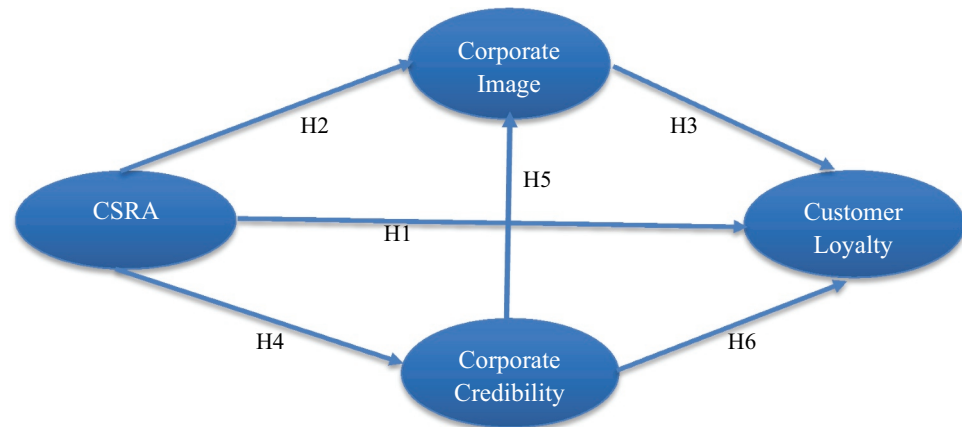 Corporate
Image
H2
H3
H5
CSRA
H1
Customer
Loyalty
H4
H6
Corporate
Credibility